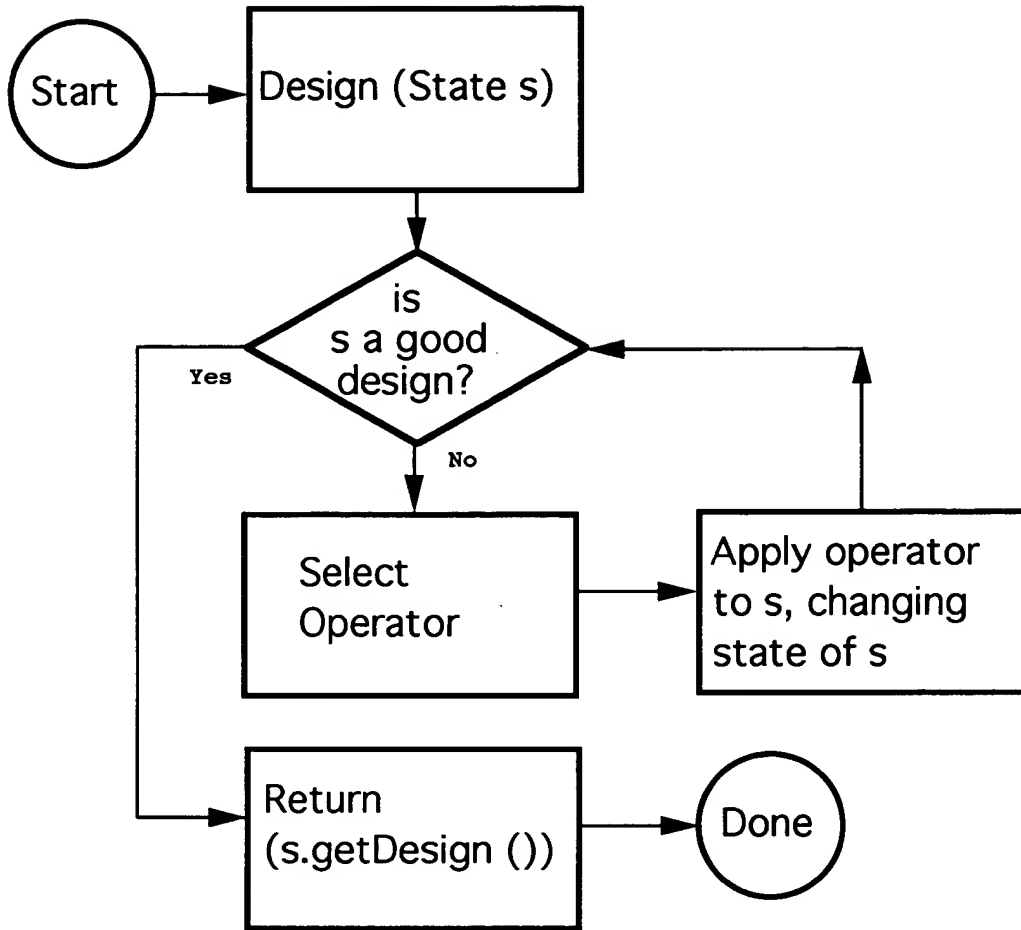 Start
Design (State s)
is
s a good
design?
Yes
No
Select
Operator
Apply operator
to s, changing
state of s
Return
(s.getDesign ())
Done